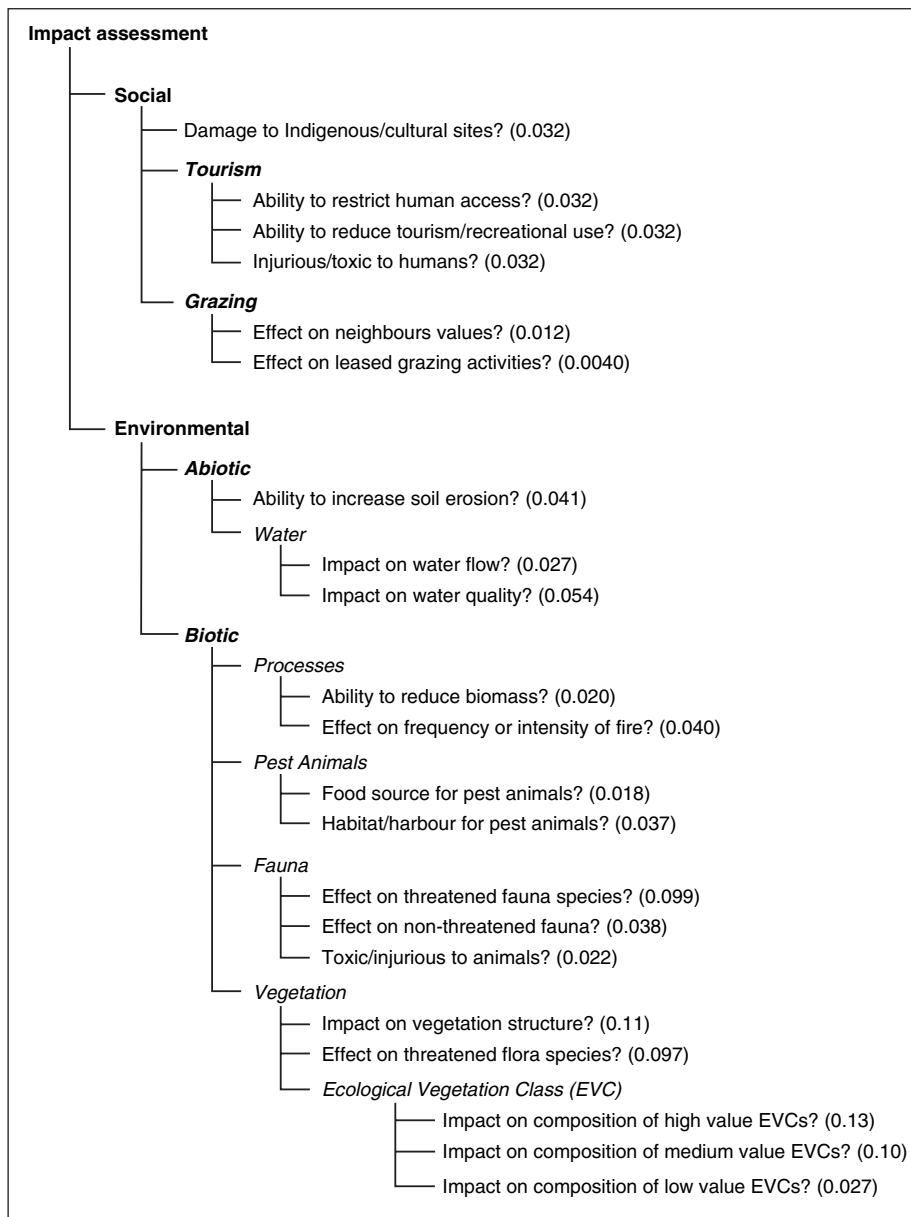 Impact assessment
Social
Damage to Indigenous/cultural sites? (0.032)
Tourism
Ability to restrict human access? (0.032)
Ability to reduce tourism/recreational use? (0.032)
Injurious/toxic to humans? (0.032)
Grazing
Effect on neighbours values? (0.012)
Effect on leased grazing activities? (0.0040)
Environmental
Abiotic
Ability to increase soil erosion? (0.041)
Water
Impact on water flow? (0.027)
Impact on water quality? (0.054)
Biotic
Processes
Ability to reduce biomass? (0.020)
Effect on frequency or intensity of fire? (0.040)
Pest Animals
Food source for pest animals? (0.018)
Habitat/harbour for pest animals? (0.037)
Fauna
Effect on threatened fauna species? (0.099)
Effect on non-threatened fauna? (0.038)
Toxic/injurious to animals? (0.022)
Vegetation
Impact on vegetation structure? (0.11)
Effect on threatened flora species? (0.097)
Ecological Vegetation Class (EVC)
Impact on composition of high value EVCs? (0.13)
Impact on composition of medium value EVCs? (0.10)
Impact on composition of low value EVCs? (0.027)